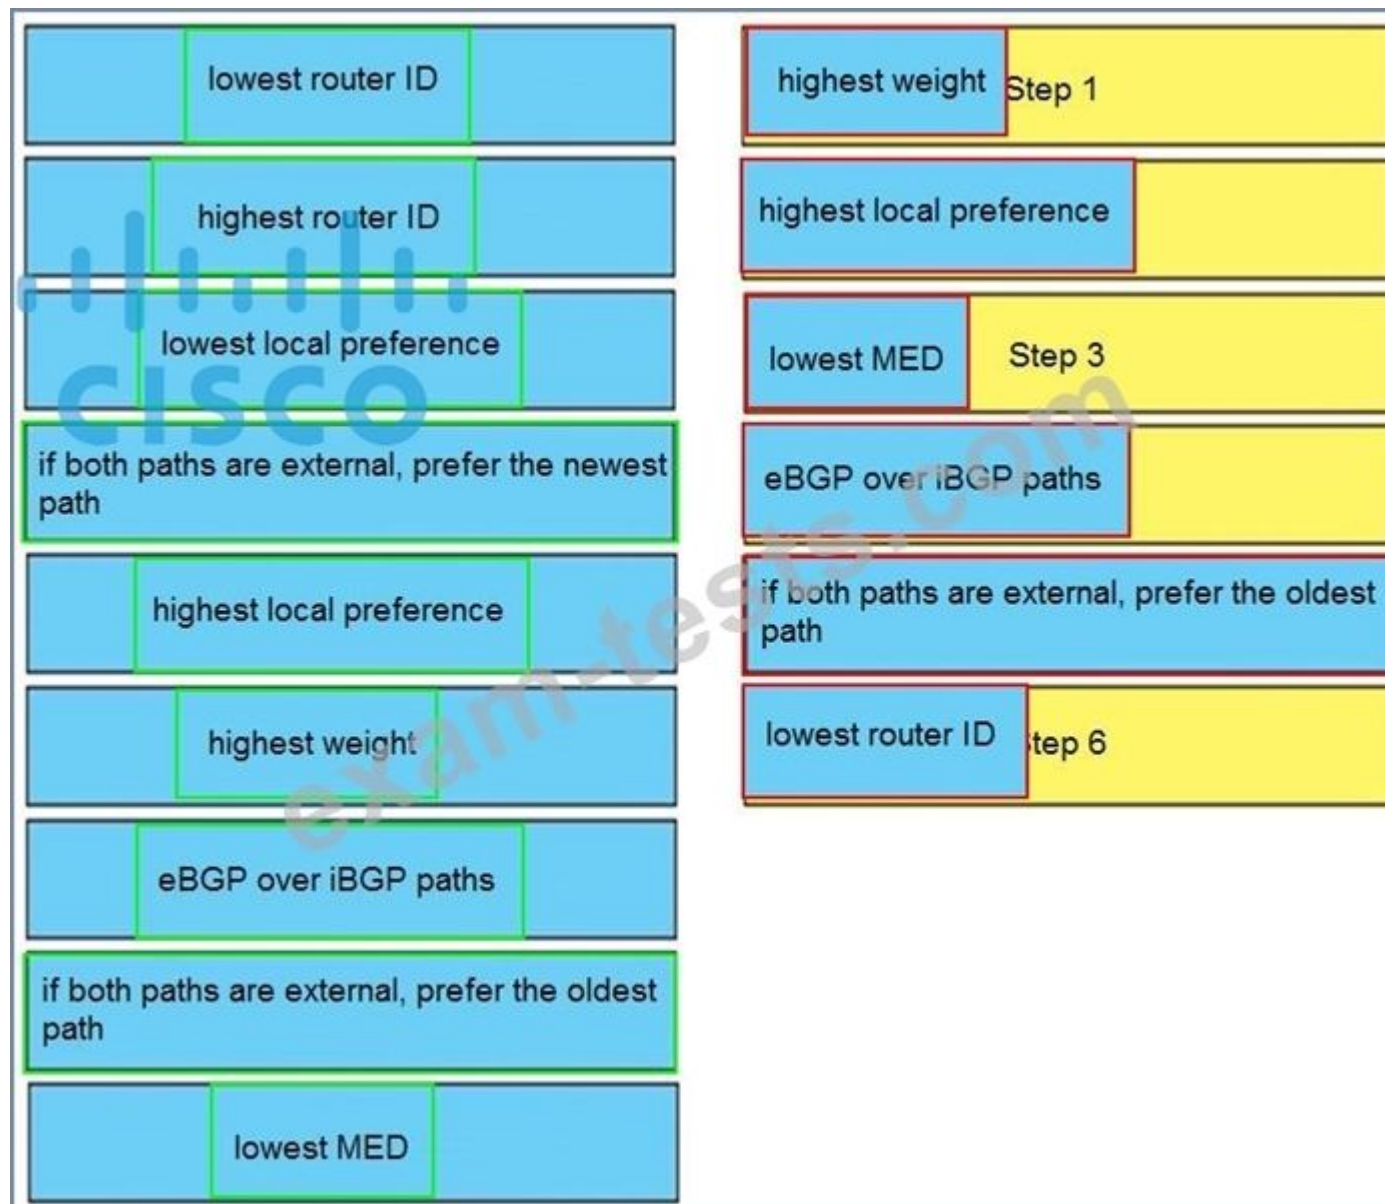 lowest router ID
highest router ID
CISCO
lowest local preference
if both paths are external, prefer the newest
path
highest local preference
highest weight
eBGP over iBGP paths
if both paths are external, prefer the oldest
path
lowest MED
highest weight Step 1
highest local preference
lowest MED Step 3
eBGP over iBGP paths
if both paths are external, prefer the oldest
path
lowest router ID Step 6
exam-tests.com